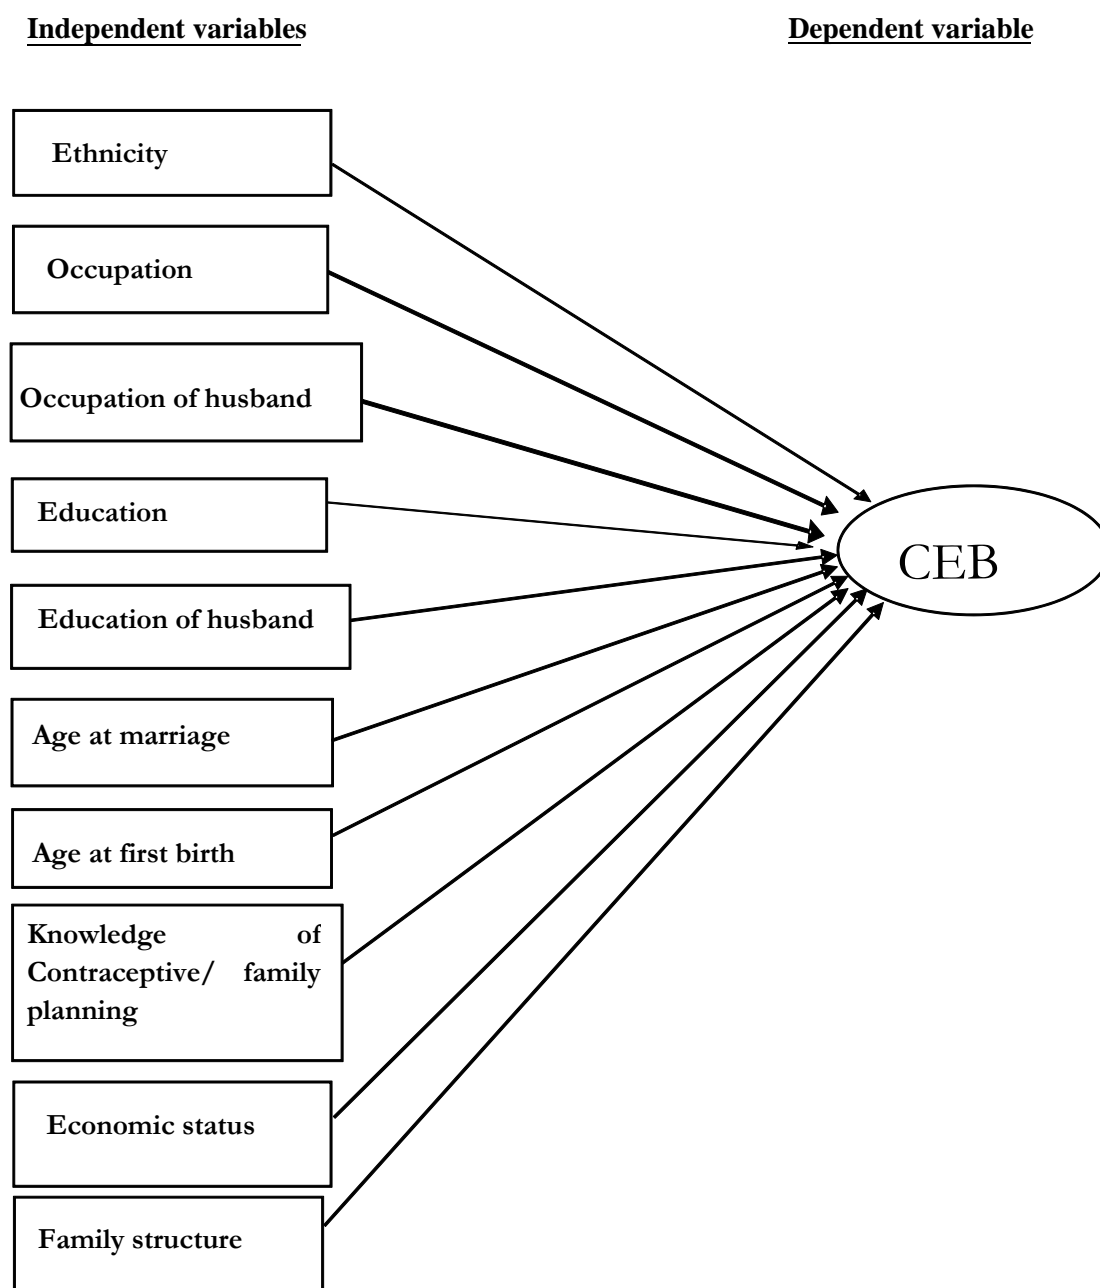 Independent variables
Dependent variable
Ethnicity
Occupation
Occupation of husband
Education
CEB
Education of husband
Age at marriage
Age at first birth
Knowledge of
Contraceptive/ family
planning
Economic status
Family structure